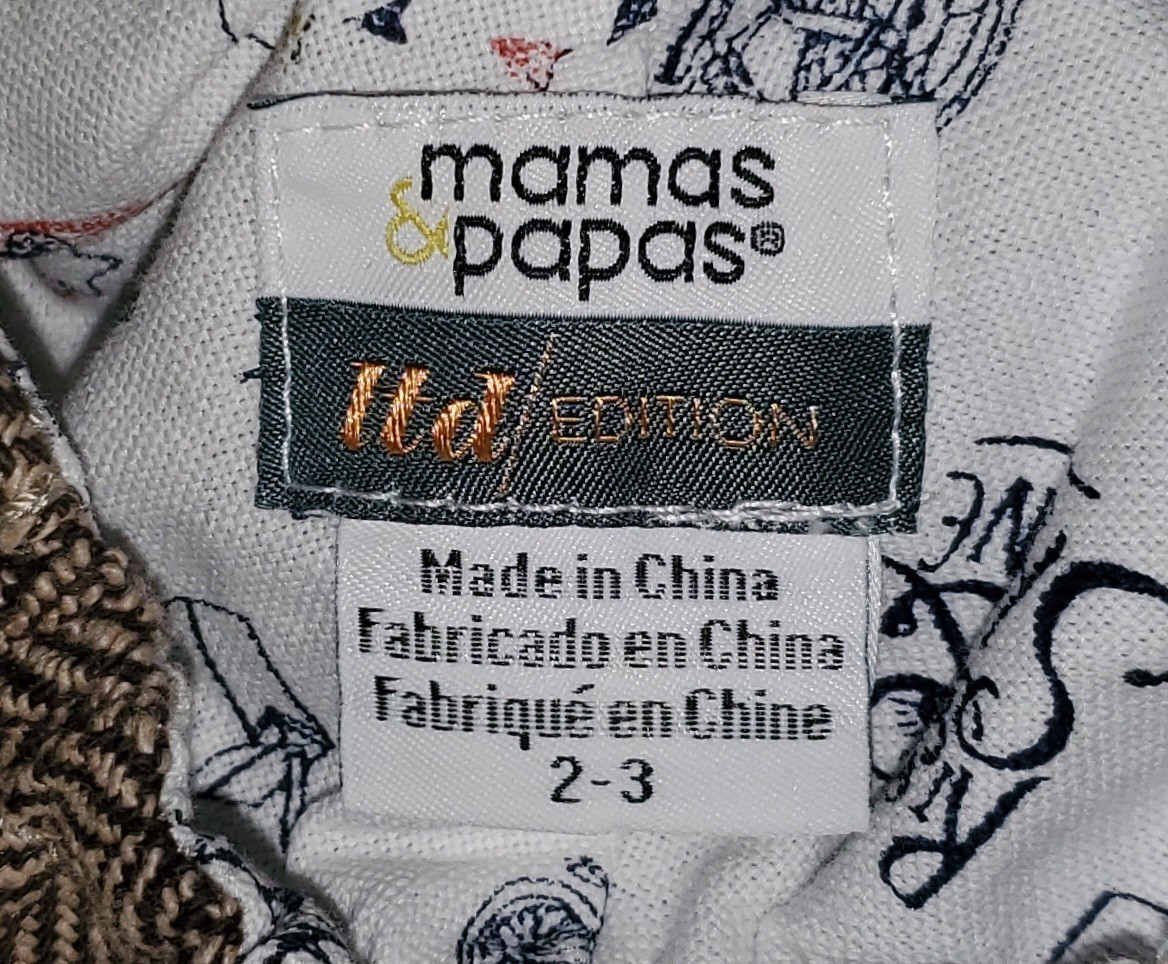 mamas
& papas®
ltd/EDITION
Made in China
Fabricado en China
Fabriqué en Chine
2-3